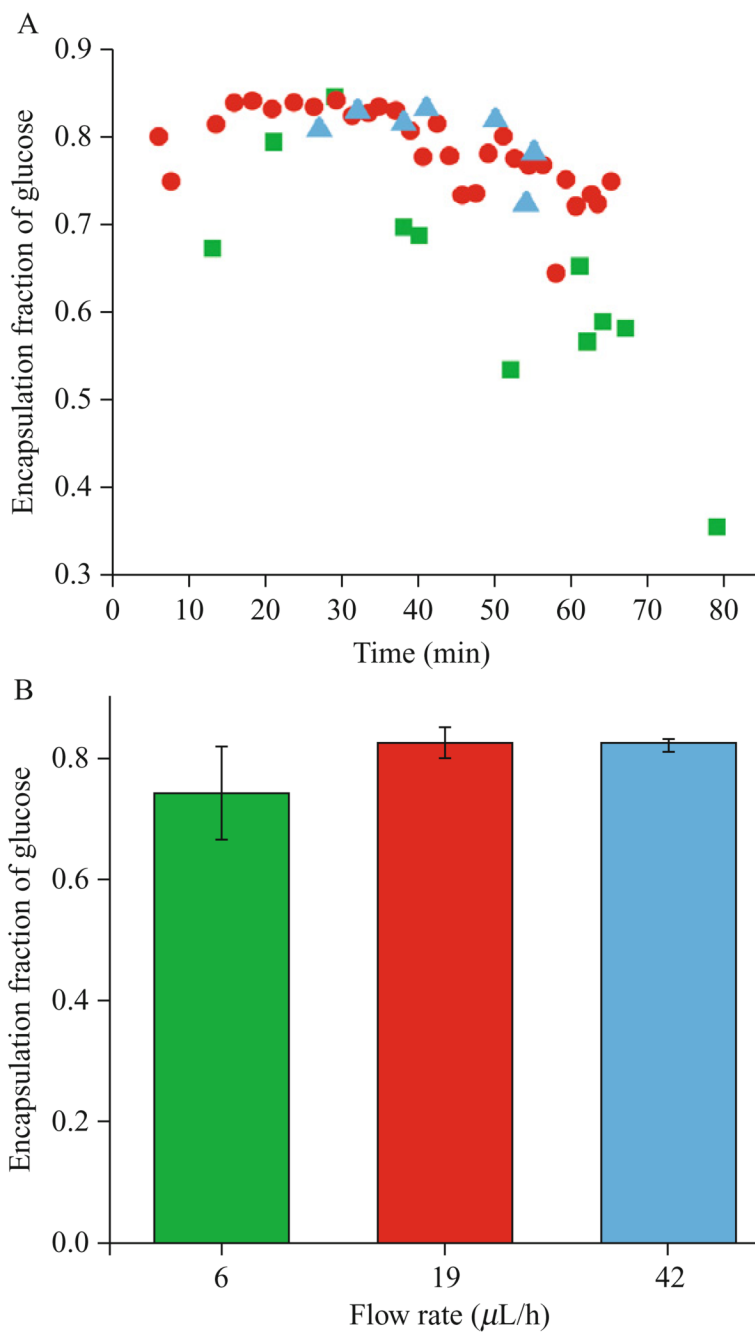 A
0.9
0.8
0.7
0.6
0.5
0.4
0.3
Encapsulation fraction of glucose
0 10 20 30 40 50 60 70 80
Time (min)
B
0.8
0.6
0.4
0.2
0.0
Encapsulation fraction of glucose
6 19 42
Flow rate (μL/h)